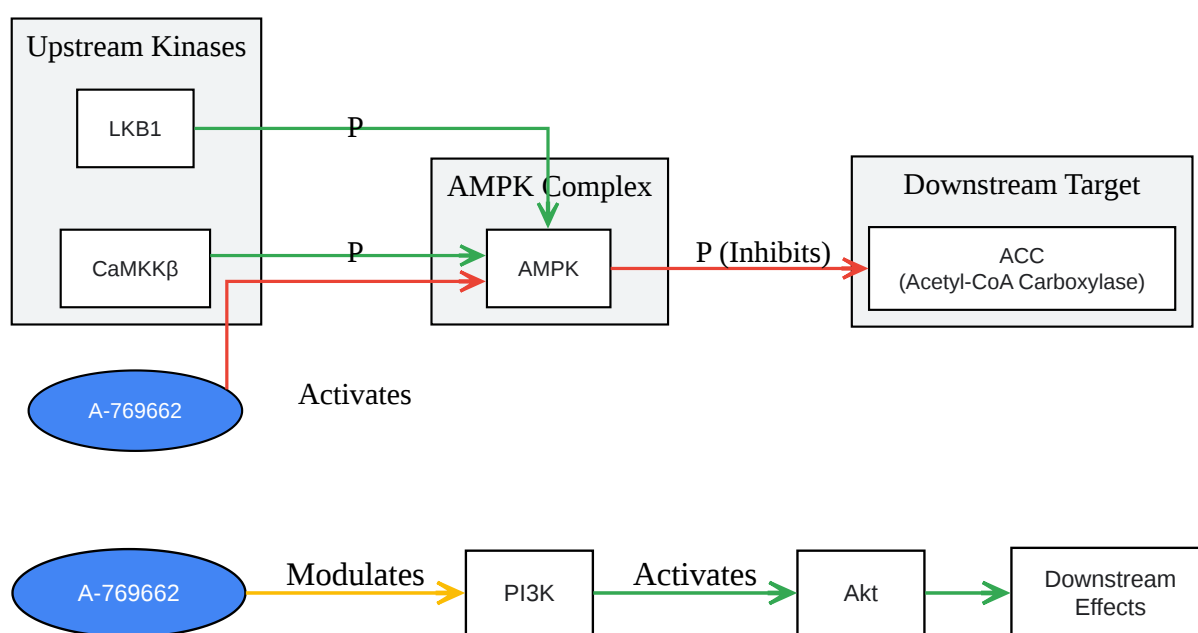 Upstream Kinases
LKB1
P
AMPK Complex
Downstream Target
CaMKKβ
P
AMPK
P (Inhibits)
ACC
(Acetyl-CoA Carboxylase)
A-769662
Activates
A-769662
Modulates
PI3K
Activates
Akt
Downstream
Effects